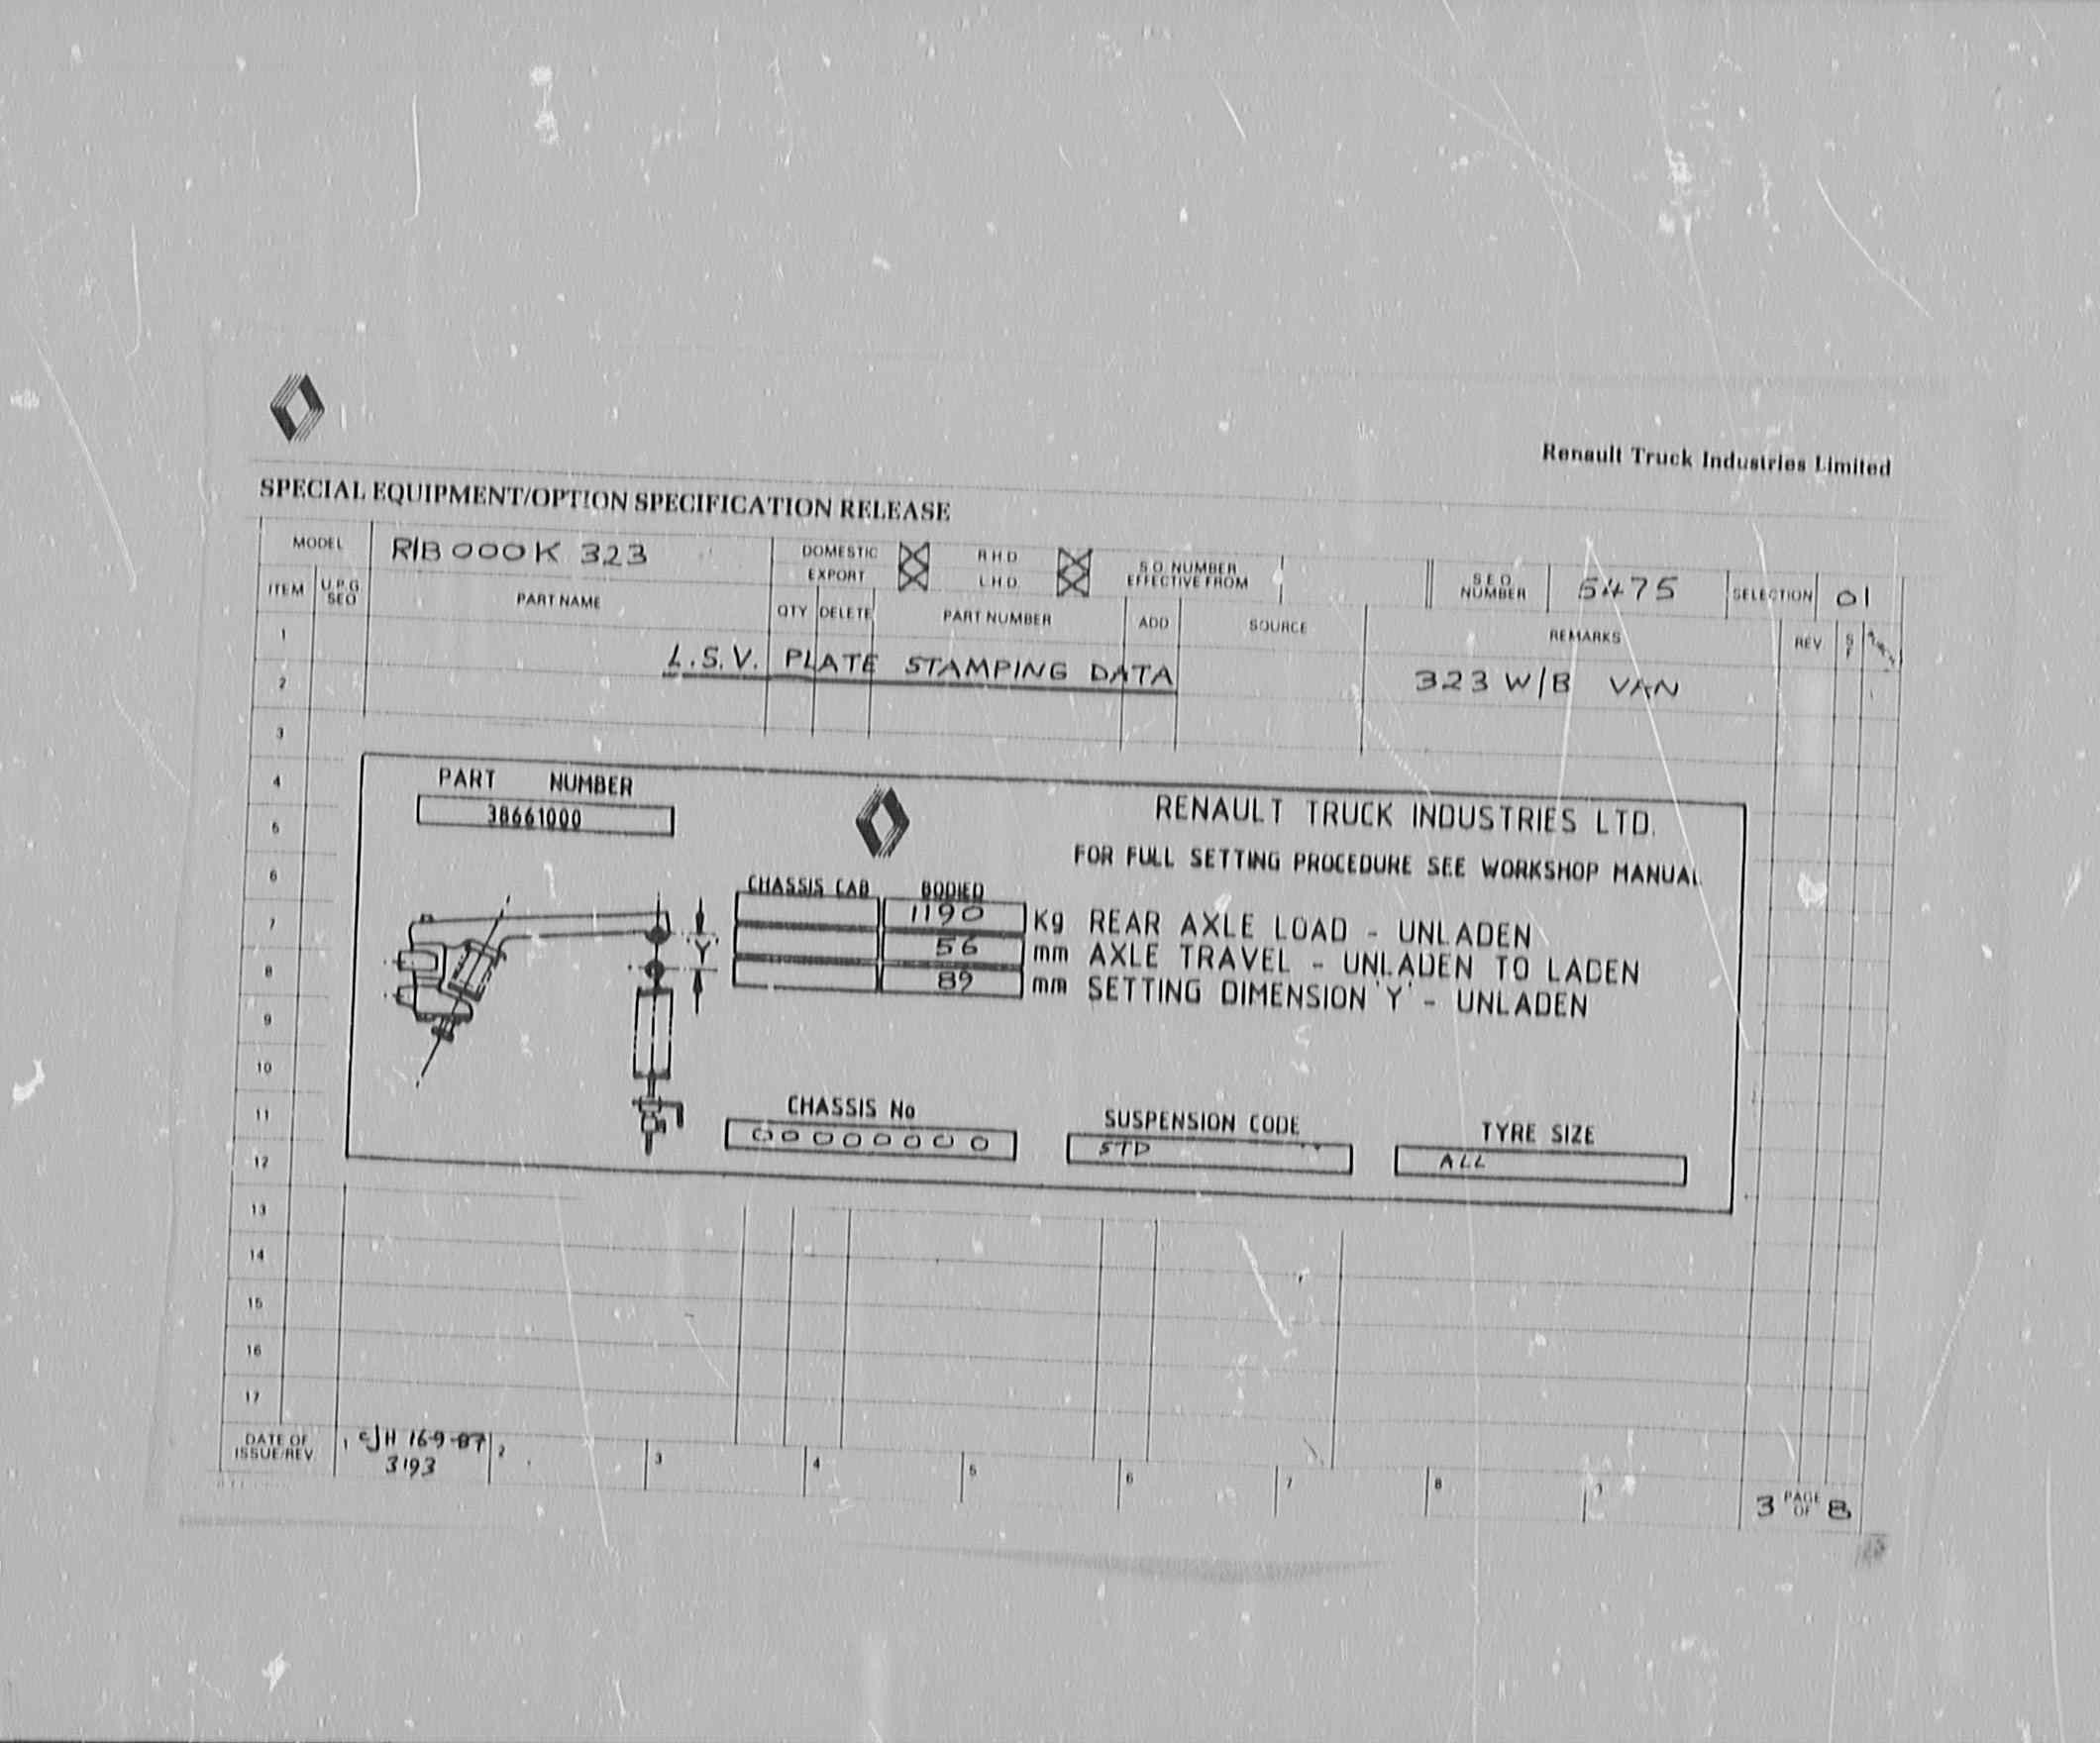 Renault Truck Industries Limited
SPECIAL EQUIPMENT/OPTION SPECIFICATION RELEASE
MODEL R1B000K 323 DOMESTIC EXPORT R.H.D. L.H.D. S.O. NUMBER EFFECTIVE FROM S.E.O. NUMBER 5475 SELECTION 01
ITEM U.P.G SEO PART NAME QTY DELETE PART NUMBER ADD SOURCE REMARKS REV
1
L.S.V. PLATE STAMPING DATA 323 W/B VAN
2
3
4
5
6
7
8
9
10
11
12
PART NUMBER
38661000
RENAULT TRUCK INDUSTRIES LTD.
FOR FULL SETTING PROCEDURE SEE WORKSHOP MANUAL
CHASSIS CAB BODIED
1190 Kg REAR AXLE LOAD - UNLADEN
Y 56 mm AXLE TRAVEL - UNLADEN TO LADEN
89 mm SETTING DIMENSION 'Y' - UNLADEN
CHASSIS No SUSPENSION CODE TYRE SIZE
00000000 STD ALL
13
14
15
16
17
DATE OF ISSUE/REV 1 CJH 16-9-87 2 3 4 5 6 7 8
3193
3 PAGE OF 8